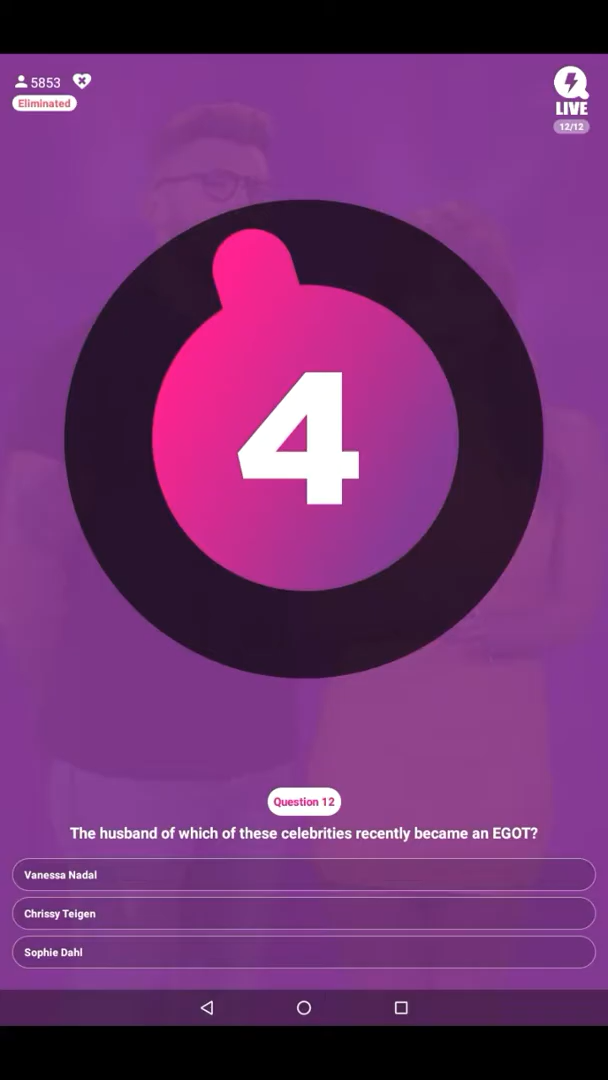 5853
Eliminated
LIVE
12/12
4
Question 12
The husband of which of these celebrities recently became an EGOT?
Vanessa Nadal
Chrissy Teigen
Sophie Dahl